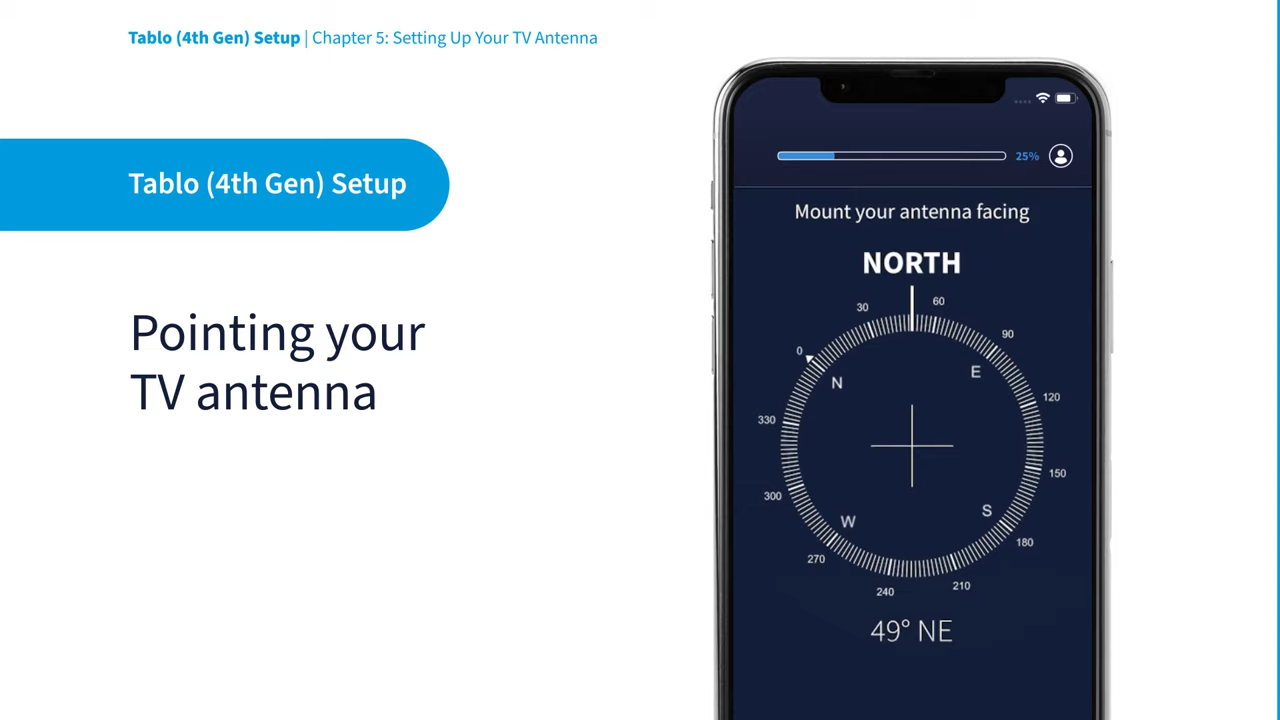 Tablo (4th Gen) Setup | Chapter 5: Setting Up Your TV Antenna
Tablo (4th Gen) Setup
Pointing your
TV antenna
25%
Mount your antenna facing
NORTH
30
60
0
90
N
E
330
120
300
150
W
S
270
180
240
210
49° NE